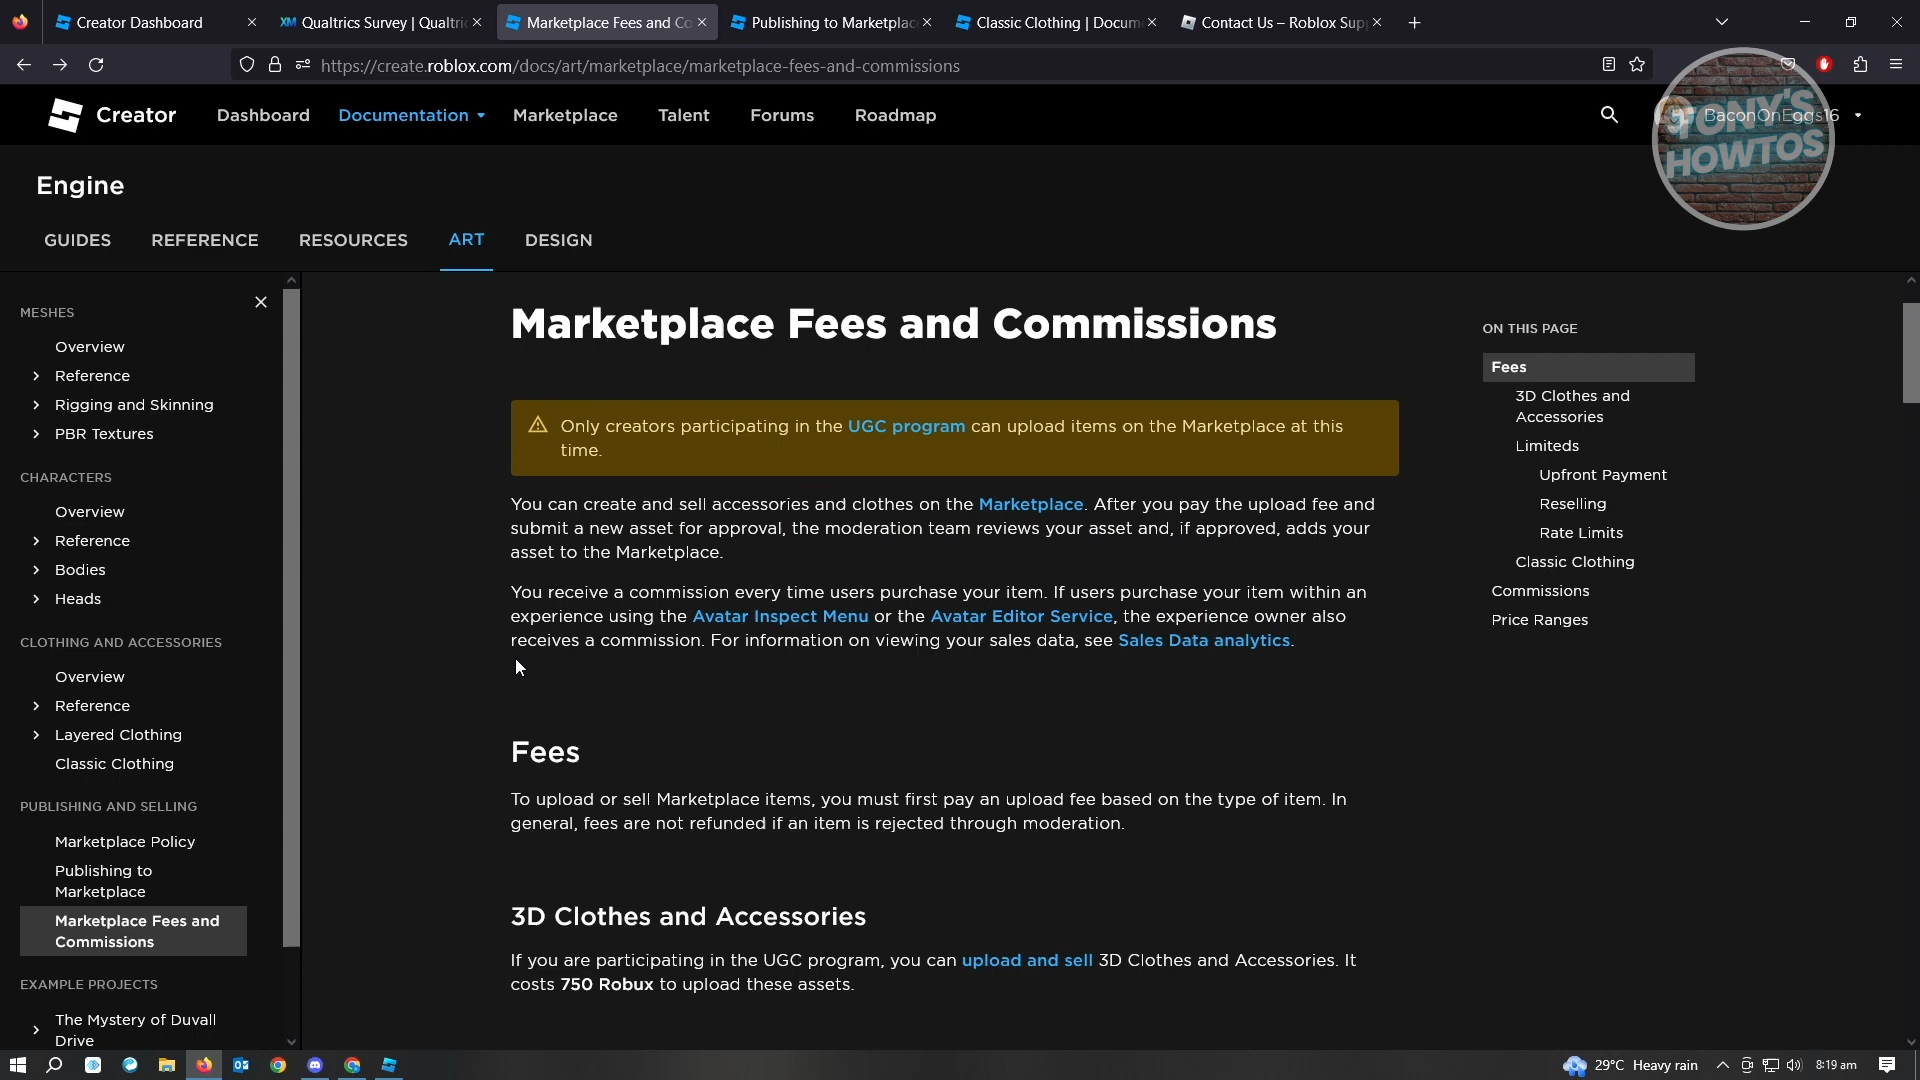 Creator Dashboard
Qualtrics Survey | Qualtri
Marketplace Fees and Co
Publishing to Marketplac
Classic Clothing | Docum
Contact Us – Roblox Sup
https://create.roblox.com/docs/art/marketplace/marketplace-fees-and-commissions
Creator
Dashboard
Documentation
Marketplace
Talent
Forums
Roadmap
BaconOnEggs16
TONY'S
HOWTOS
Engine
GUIDES
REFERENCE
RESOURCES
ART
DESIGN
MESHES
Overview
Reference
Rigging and Skinning
PBR Textures
CHARACTERS
Overview
Reference
Bodies
Heads
CLOTHING AND ACCESSORIES
Overview
Reference
Layered Clothing
Classic Clothing
PUBLISHING AND SELLING
Marketplace Policy
Publishing to
Marketplace
Marketplace Fees and
Commissions
EXAMPLE PROJECTS
The Mystery of Duvall
Drive
Marketplace Fees and Commissions
Only creators participating in the UGC program can upload items on the Marketplace at this
time.
You can create and sell accessories and clothes on the Marketplace. After you pay the upload fee and
submit a new asset for approval, the moderation team reviews your asset and, if approved, adds your
asset to the Marketplace.
You receive a commission every time users purchase your item. If users purchase your item within an
experience using the Avatar Inspect Menu or the Avatar Editor Service, the experience owner also
receives a commission. For information on viewing your sales data, see Sales Data analytics.
Fees
To upload or sell Marketplace items, you must first pay an upload fee based on the type of item. In
general, fees are not refunded if an item is rejected through moderation.
3D Clothes and Accessories
If you are participating in the UGC program, you can upload and sell 3D Clothes and Accessories. It
costs 750 Robux to upload these assets.
ON THIS PAGE
Fees
3D Clothes and
Accessories
Limiteds
Upfront Payment
Reselling
Rate Limits
Classic Clothing
Commissions
Price Ranges
29°C Heavy rain
8:19 am